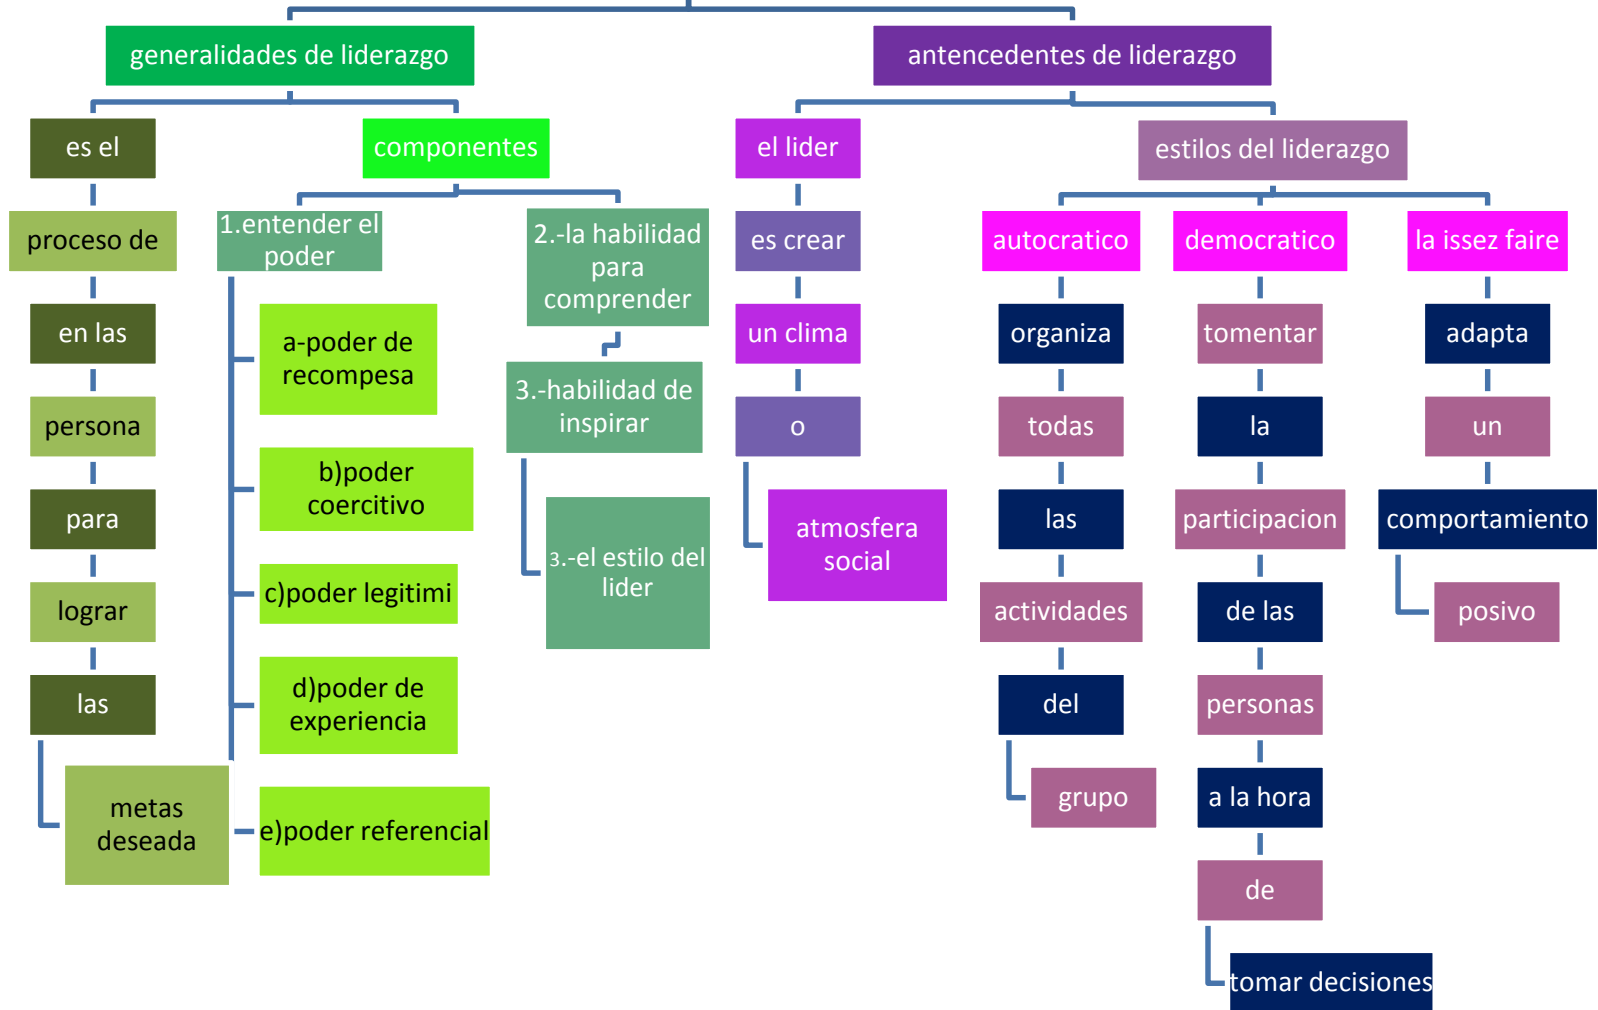 generalidades de liderazgo
es el
proceso de
en las
persona
para
lograr
las
metas
deseada
componentes
1.entender el
poder
a-poder de
recompesa
b)poder
coercitivo
c)poder legitimi
d)poder de
experiencia
e)poder referencial
2.-la habilidad
para
comprender
3.-habilidad de
inspirar
3.-el estilo del
lider
antencedentes de liderazgo
el lider
es crear
un clima
o
atmosfera
social
estilos del liderazgo
autocratico
organiza
todas
las
actividades
del
grupo
democratico
tomentar
la
participacion
de las
personas
a la hora
de
tomar decisiones
la issez faire
adapta
un
comportamiento
posivo